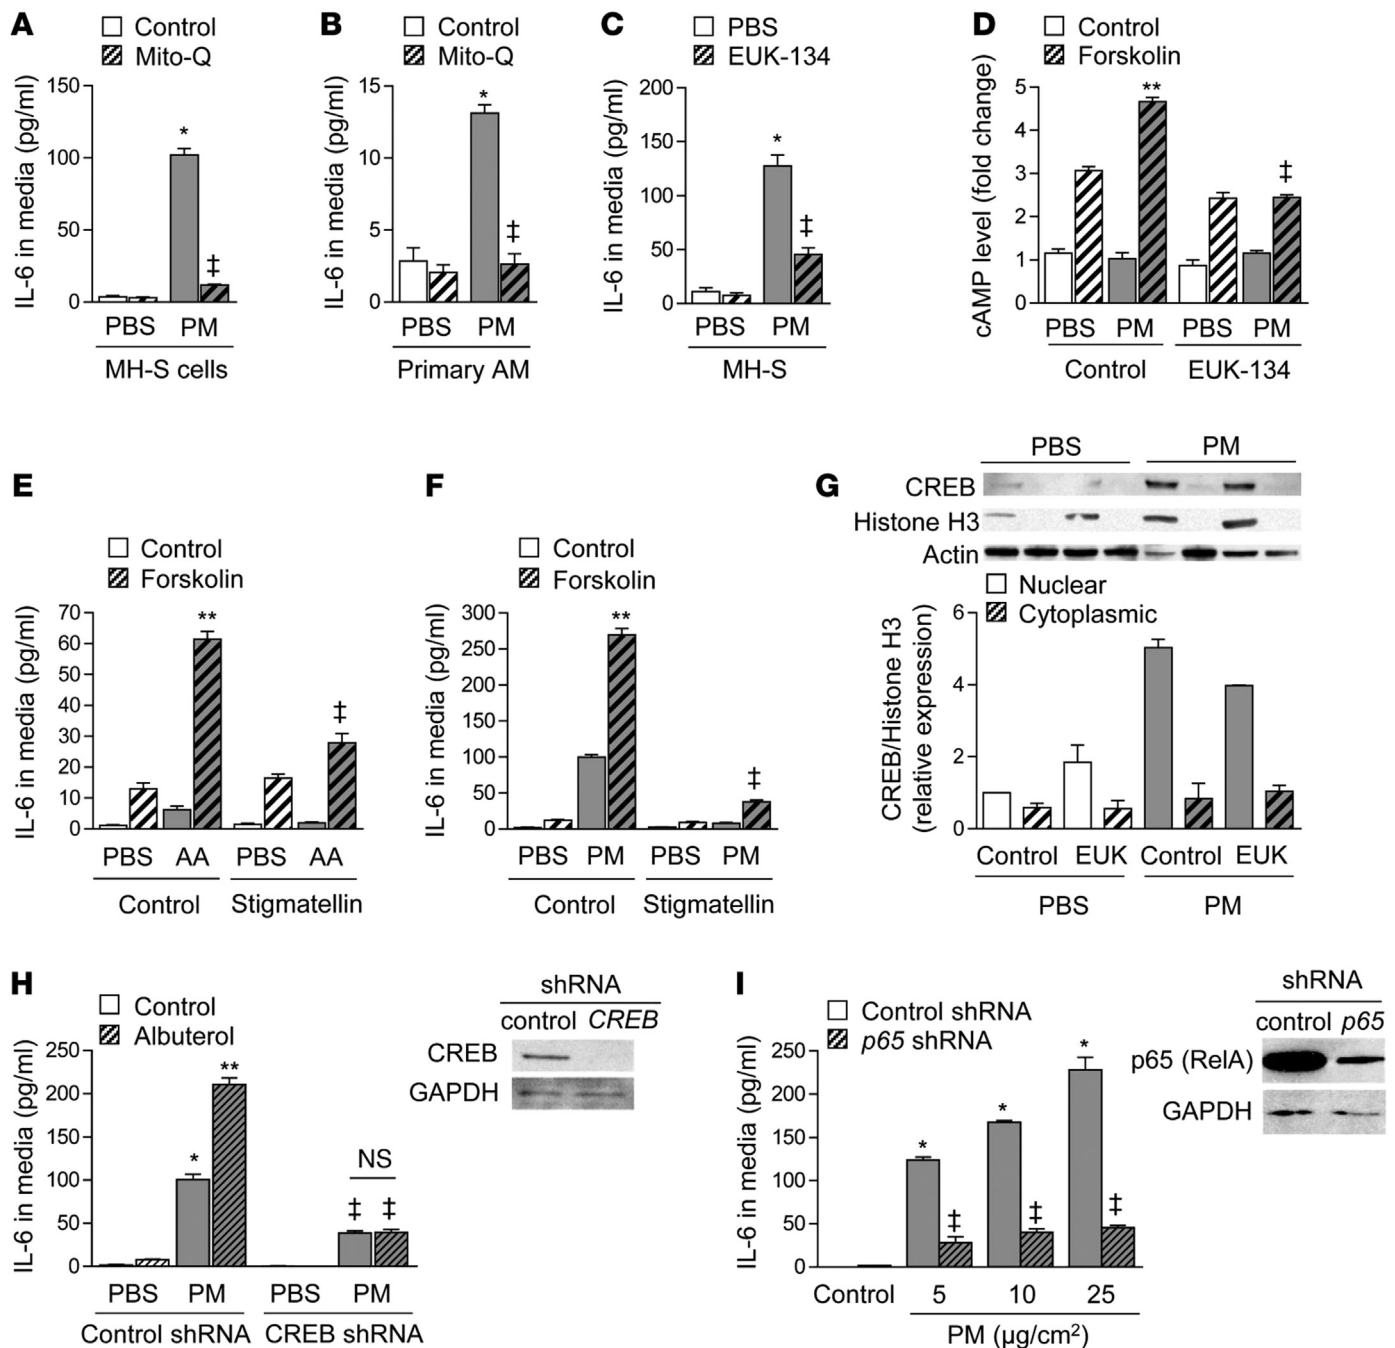 A
Control
Mito-Q
IL-6 in media (pg/ml)
150
100
50
0
*
‡
PBS PM
MH-S cells
B
Control
Mito-Q
IL-6 in media (pg/ml)
15
10
5
0
*
‡
PBS PM
Primary AM
C
PBS
EUK-134
IL-6 in media (pg/ml)
200
150
100
50
0
*
‡
PBS PM
MH-S
D
Control
Forskolin
cAMP level (fold change)
5
4
3
2
1
0
**
‡
PBS PM PBS PM
Control EUK-134
E
Control
Forskolin
IL-6 in media (pg/ml)
70
60
50
40
30
20
10
0
**
‡
PBS AA PBS AA
Control Stigmatellin
F
Control
Forskolin
IL-6 in media (pg/ml)
300
250
200
150
100
50
0
**
‡
PBS PM PBS PM
Control Stigmatellin
G
PBS PM
CREB
Histone H3
Actin
Nuclear
Cytoplasmic
CREB/Histone H3
(relative expression)
6
4
2
0
Control EUK Control EUK
PBS PM
H
Control
Albuterol
IL-6 in media (pg/ml)
250
200
150
100
50
0
*
**
NS
‡ ‡
PBS PM PBS PM
Control shRNA CREB shRNA
shRNA
control CREB
CREB
GAPDH
I
Control shRNA
p65 shRNA
IL-6 in media (pg/ml)
250
200
150
100
50
0
*
‡
*
‡
*
‡
Control 5 10 25
PM (μg/cm²)
shRNA
control p65
p65 (RelA)
GAPDH